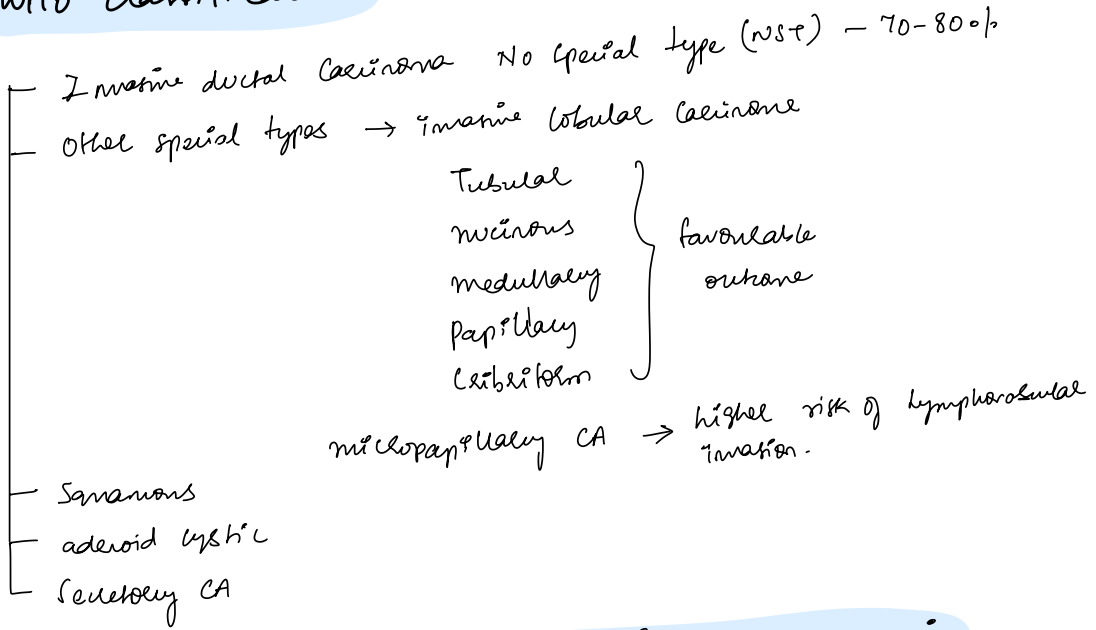 WHO
Invasive ductal Carcinoma No special type (NST) – 70-80%
Other special types → invasive lobular Carcinoma
Tubular
mucinous
medullary
papillary
Cribriform
favourable
outcome
micropapillary CA → higher risk of lymphovascular
invasion.
Squamous
adenoid cystic
Secretory CA